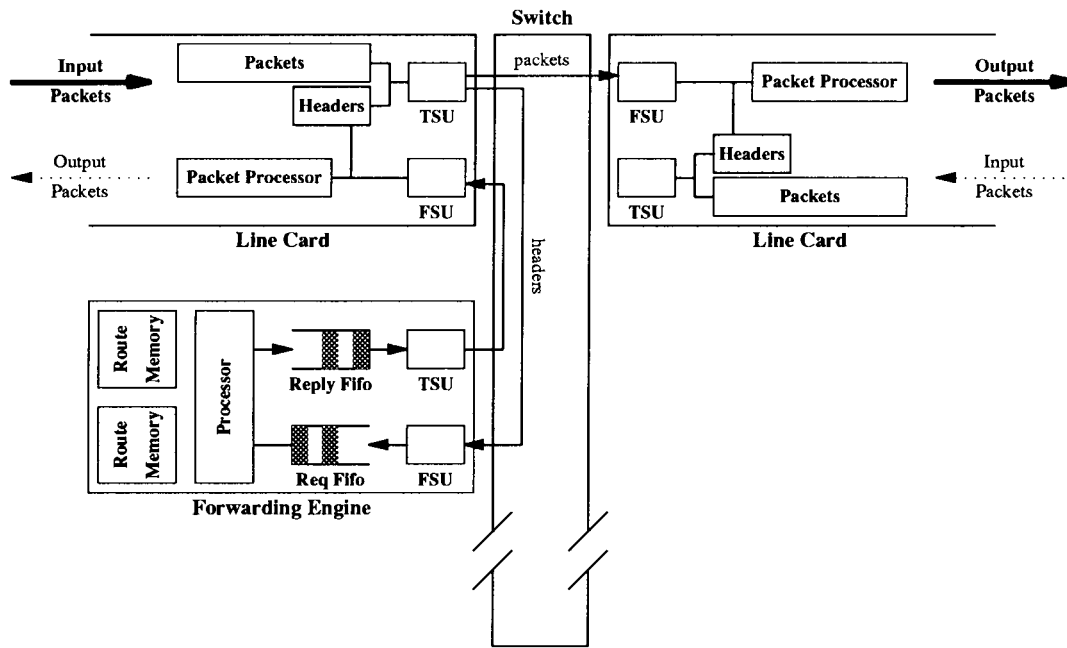 Switch
Input
Packets
Packets
Headers
TSU
packets
FSU
Packet Processor
Output
Packets
Output
Packets
Packet Processor
FSU
Headers
TSU
Packets
Input
Packets
Line Card
Line Card
headers
Route
Memory
Processor
Reply Fifo
TSU
Route
Memory
Req Fifo
FSU
Forwarding Engine